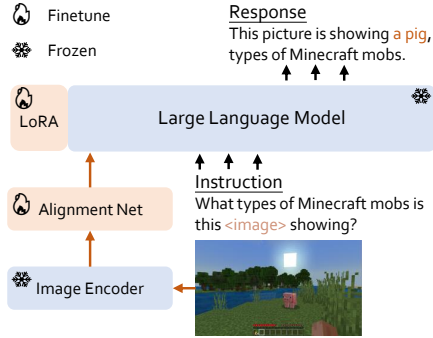 Finetune
Frozen
Response
This picture is showing a pig,
types of Minecraft mobs.
LoRA
Large Language Model
Instruction
What types of Minecraft mobs is
this <image> showing?
Alignment Net
Image Encoder